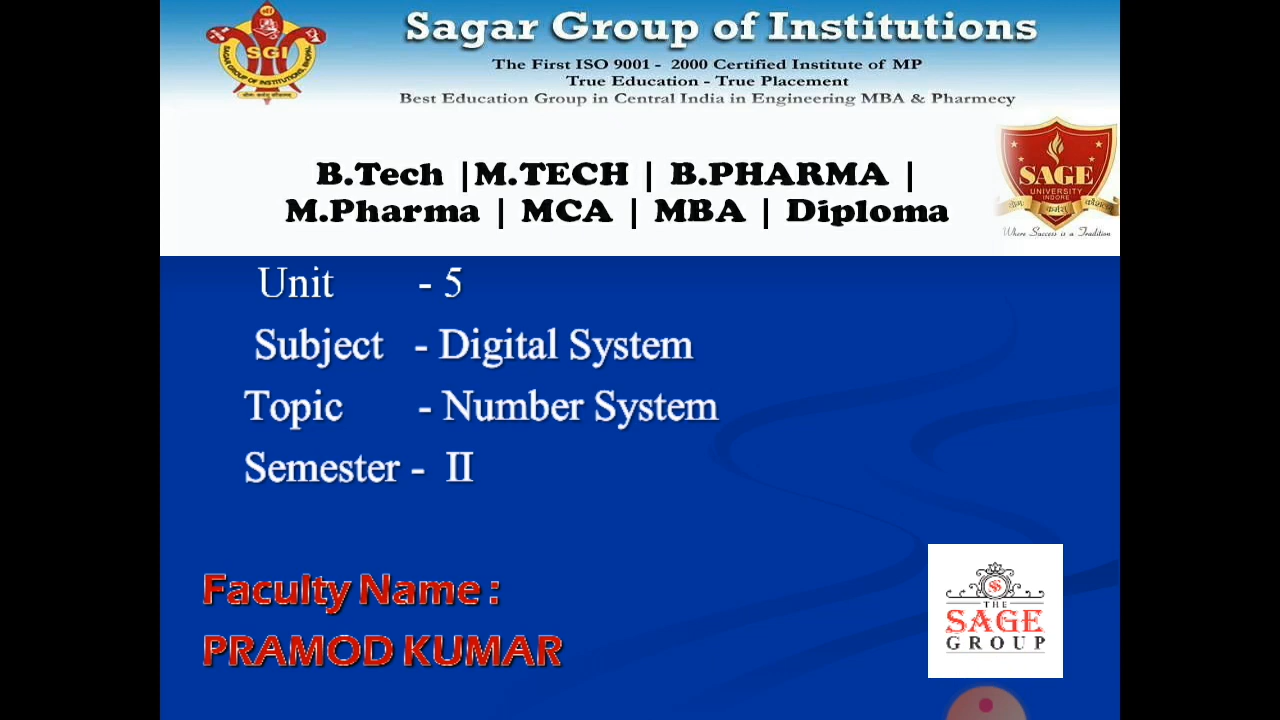 Sagar Group of Institutions
The First ISO 9001 - 2000 Certified Institute of MP
True Education - True Placement
Best Education Group in Central India in Engineering MBA & Pharmecy
SGI
B.Tech |M.TECH | B.PHARMA |
M.Pharma | MCA | MBA | Diploma
SAGE
UNIVERSITY
INDORE
Where Success is a Tradition
Unit - 5
Subject - Digital System
Topic - Number System
Semester - II
Faculty Name :
PRAMOD KUMAR
THE
SAGE
GROUP